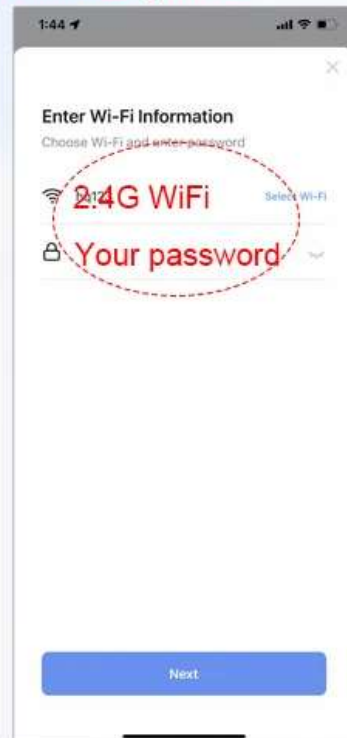 1:44
Enter Wi-Fi Information
Choose Wi-Fi and enter password
2.4G WiFi
Select Wi-Fi
Your password
Next